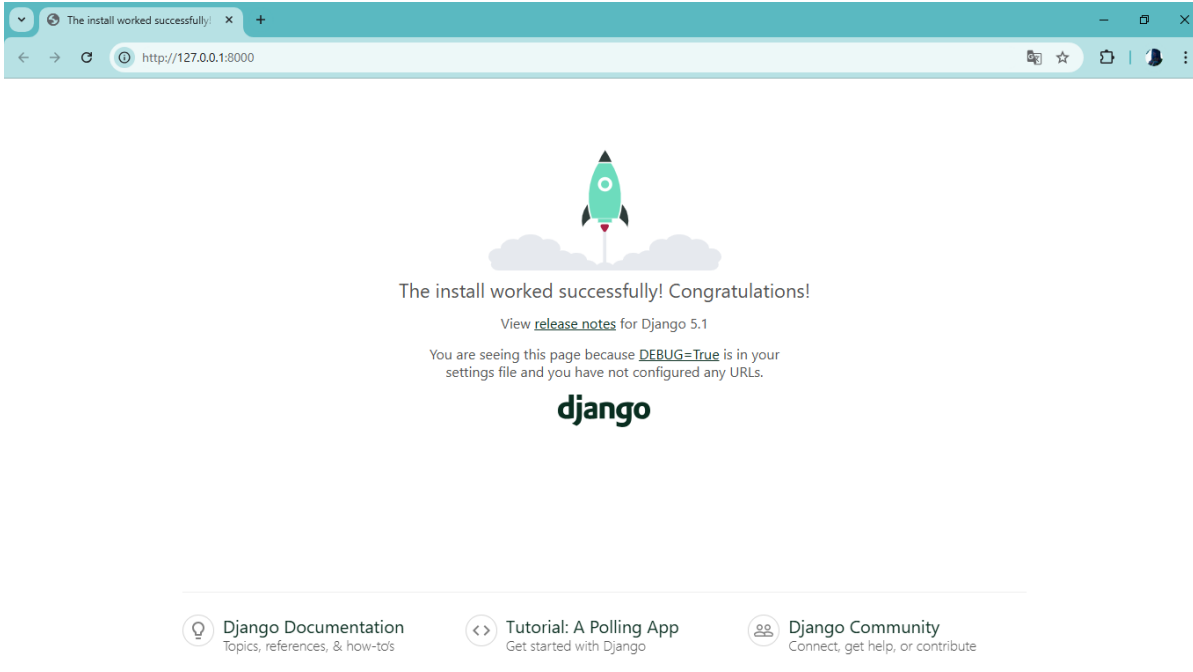 The install worked successfully!
http://127.0.0.1:8000
The install worked successfully! Congratulations!
View release notes for Django 5.1
You are seeing this page because DEBUG=True is in your
settings file and you have not configured any URLs.
django
Django Documentation
Topics, references, & how-to's
Tutorial: A Polling App
Get started with Django
Django Community
Connect, get help, or contribute